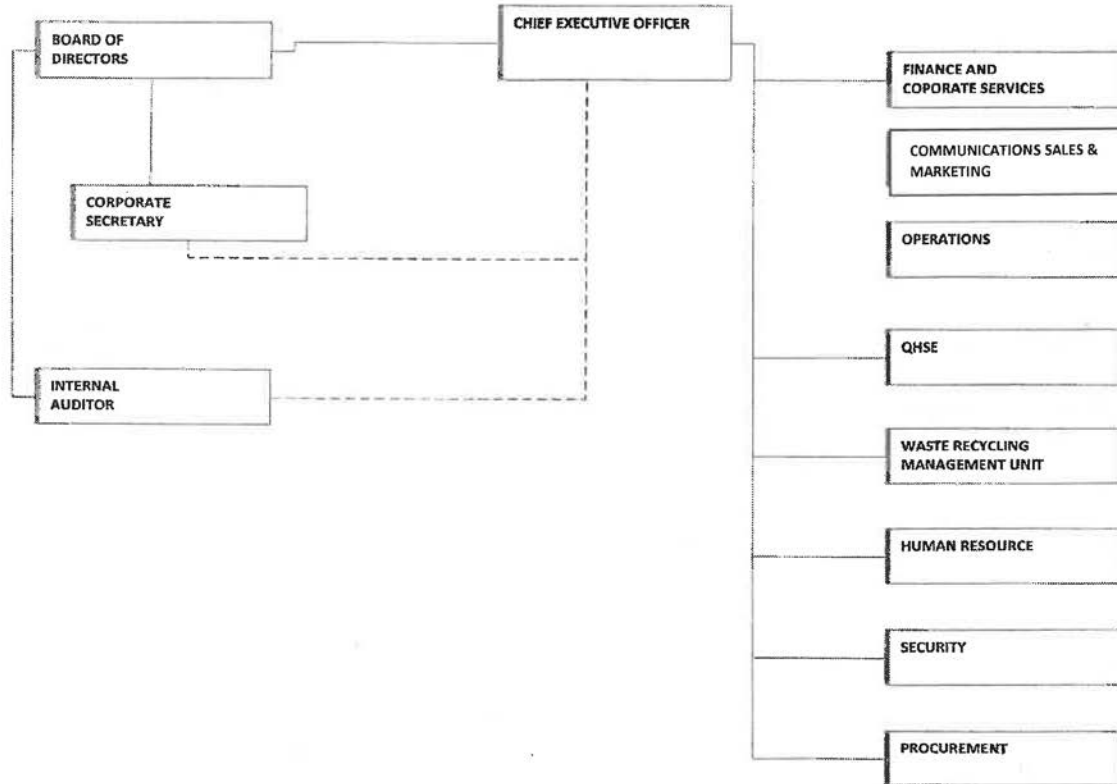 BOARD OF
DIRECTORS
CHIEF EXECUTIVE OFFICER
CORPORATE
SECRETARY
INTERNAL
AUDITOR
FINANCE AND
COPORATE SERVICES
COMMUNICATIONS SALES &
MARKETING
OPERATIONS
QHSE
WASTE RECYCLING
MANAGEMENT UNIT
HUMAN RESOURCE
SECURITY
PROCUREMENT